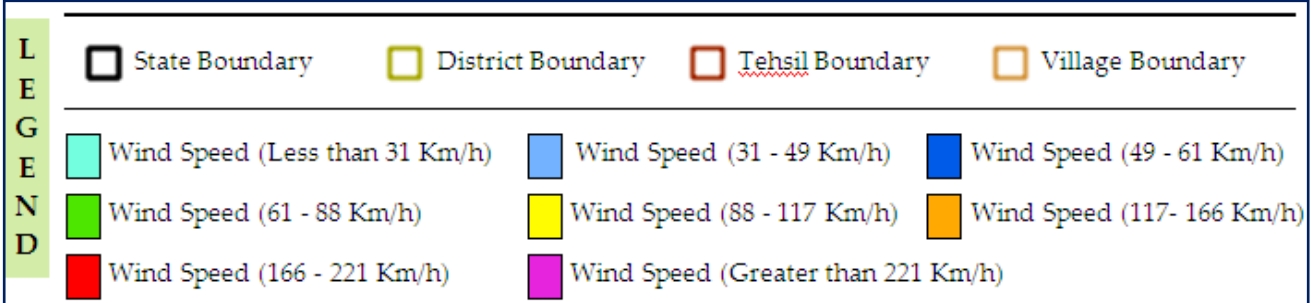 LEGEND
State Boundary District Boundary Tehsil Boundary Village Boundary
Wind Speed (Less than 31 Km/h) Wind Speed (31 - 49 Km/h) Wind Speed (49 - 61 Km/h)
Wind Speed (61 - 88 Km/h) Wind Speed (88 - 117 Km/h) Wind Speed (117- 166 Km/h)
Wind Speed (166 - 221 Km/h) Wind Speed (Greater than 221 Km/h)